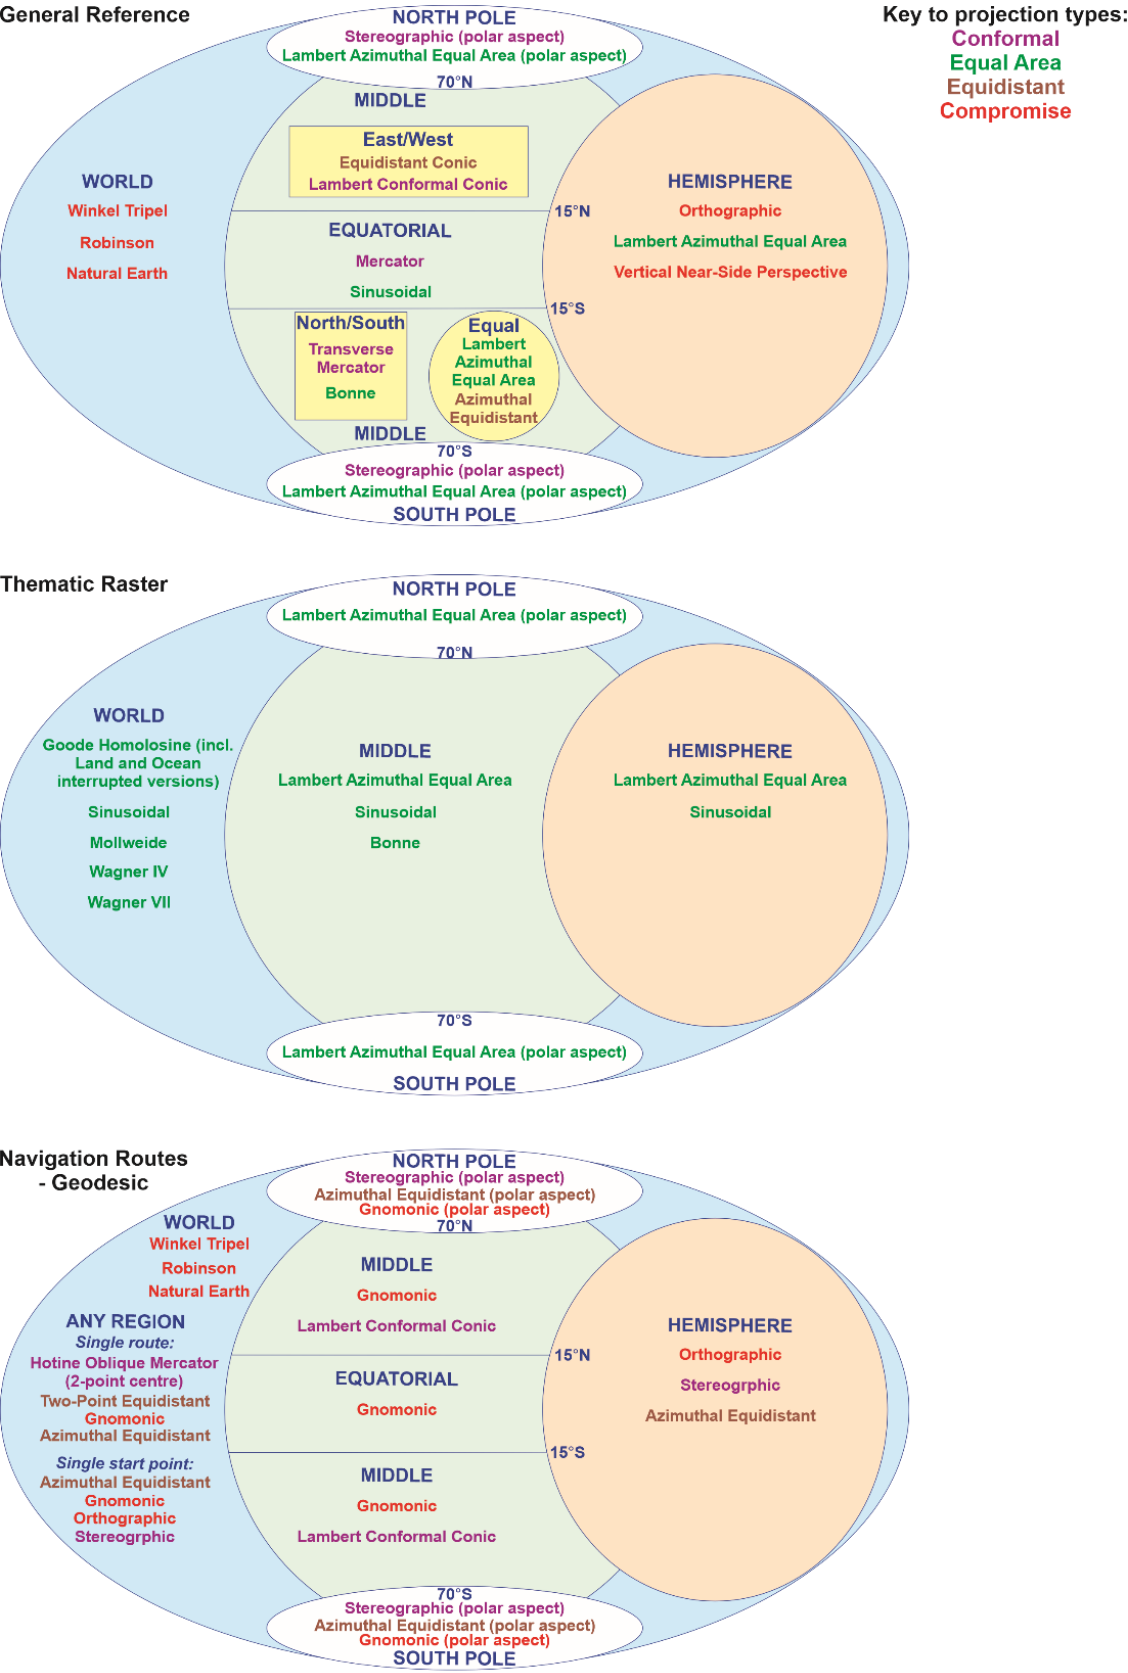 General Reference
Key to projection types:
Conformal
Equal Area
Equidistant
Compromise
NORTH POLE
Stereographic (polar aspect)
Lambert Azimuthal Equal Area (polar aspect)
70°N
MIDDLE
East/West
Equidistant Conic
Lambert Conformal Conic
WORLD
Winkel Tripel
Robinson
Natural Earth
15°N
EQUATORIAL
Mercator
Sinusoidal
15°S
HEMISPHERE
Orthographic
Lambert Azimuthal Equal Area
Vertical Near-Side Perspective
North/South
Transverse
Mercator
Bonne
Equal
Lambert
Azimuthal
Equal Area
Azimuthal
Equidistant
MIDDLE
70°S
Stereographic (polar aspect)
Lambert Azimuthal Equal Area (polar aspect)
SOUTH POLE
Thematic Raster
NORTH POLE
Lambert Azimuthal Equal Area (polar aspect)
70°N
WORLD
Goode Homolosine (incl.
Land and Ocean
interrupted versions)
Sinusoidal
Mollweide
Wagner IV
Wagner VII
MIDDLE
Lambert Azimuthal Equal Area
Sinusoidal
Bonne
HEMISPHERE
Lambert Azimuthal Equal Area
Sinusoidal
70°S
Lambert Azimuthal Equal Area (polar aspect)
SOUTH POLE
Navigation Routes
- Geodesic
NORTH POLE
Stereographic (polar aspect)
Azimuthal Equidistant (polar aspect)
Gnomonic (polar aspect)
70°N
WORLD
Winkel Tripel
Robinson
Natural Earth
ANY REGION
Single route:
Hotine Oblique Mercator
(2-point centre)
Two-Point Equidistant
Gnomonic
Azimuthal Equidistant
Single start point:
Azimuthal Equidistant
Gnomonic
Orthographic
Stereogrphic
MIDDLE
Gnomonic
Lambert Conformal Conic
15°N
EQUATORIAL
Gnomonic
15°S
MIDDLE
Gnomonic
Lambert Conformal Conic
HEMISPHERE
Orthographic
Stereogrphic
Azimuthal Equidistant
70°S
Stereographic (polar aspect)
Azimuthal Equidistant (polar aspect)
Gnomonic (polar aspect)
SOUTH POLE